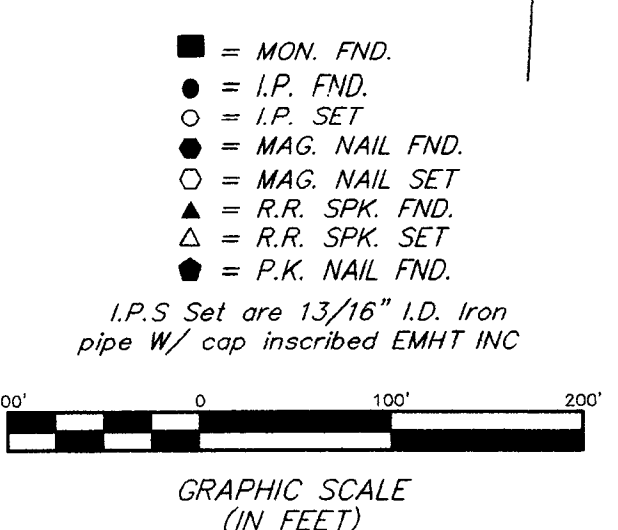 = MON. FND.
= I.P. FND.
= I.P. SET
= MAG. NAIL FND.
= MAG. NAIL SET
= R.R. SPK. FND.
= R.R. SPK. SET
= P.K. NAIL FND.
I.P.S Set are 13/16" I.D. Iron
pipe W/ cap inscribed EMHT INC
00' 0 100' 200'
GRAPHIC SCALE
(IN FEET)